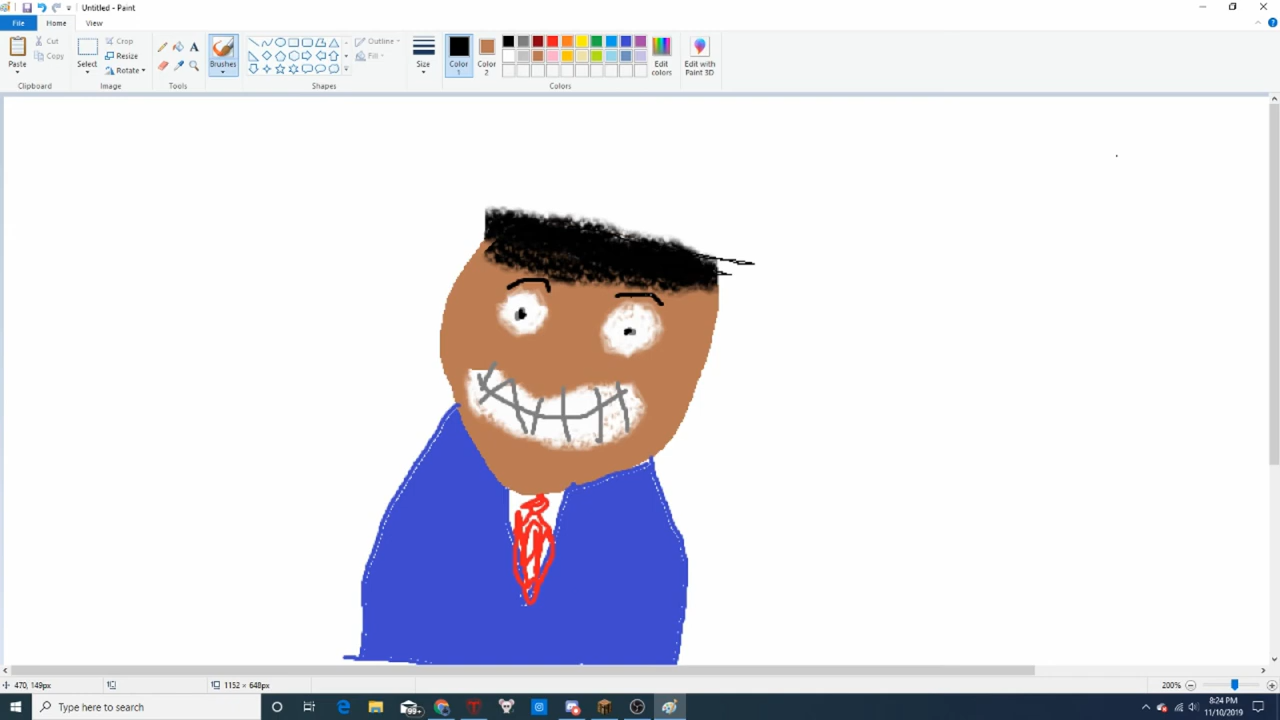 Untitled - Paint
File Home View
Paste Cut Copy Select Crop Resize Rotate Brushes Outline Fill Size Color 1 Color 2 Edit colors Edit with Paint 3D
Clipboard Image Tools Shapes Colors
470, 149px 1152 × 648px 200%
Type here to search 99+ 8:24 PM
11/10/2019